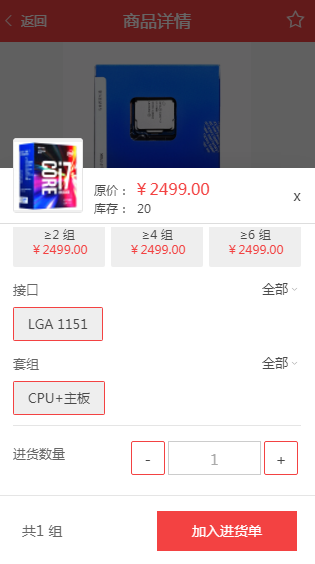 返回
商品详情
CORE i7
原价： ￥2499.00
库存： 20
x
≥2 组 ≥4 组 ≥6 组
￥2499.00 ￥2499.00 ￥2499.00
接口 全部
LGA 1151
套组 全部
CPU+主板
进货数量 - 1 +
共1 组 加入进货单